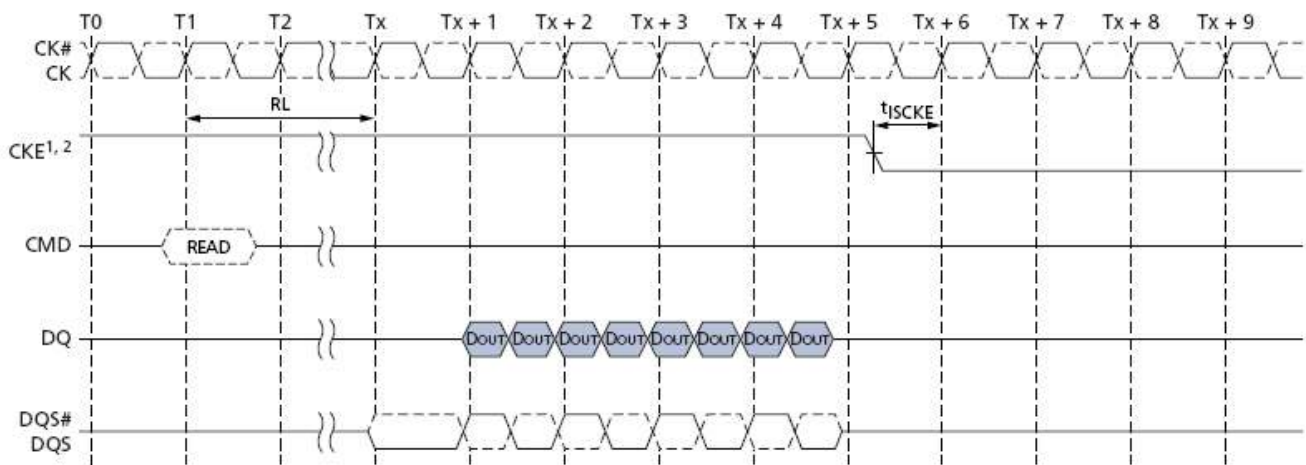 T0 T1 T2 Tx Tx + 1 Tx + 2 Tx + 3 Tx + 4 Tx + 5 Tx + 6 Tx + 7 Tx + 8 Tx + 9
CK#
CK
RL
tISCKE
CKE1, 2
CMD READ
DQ DOUT DOUT DOUT DOUT DOUT DOUT DOUT DOUT
DQS#
DQS